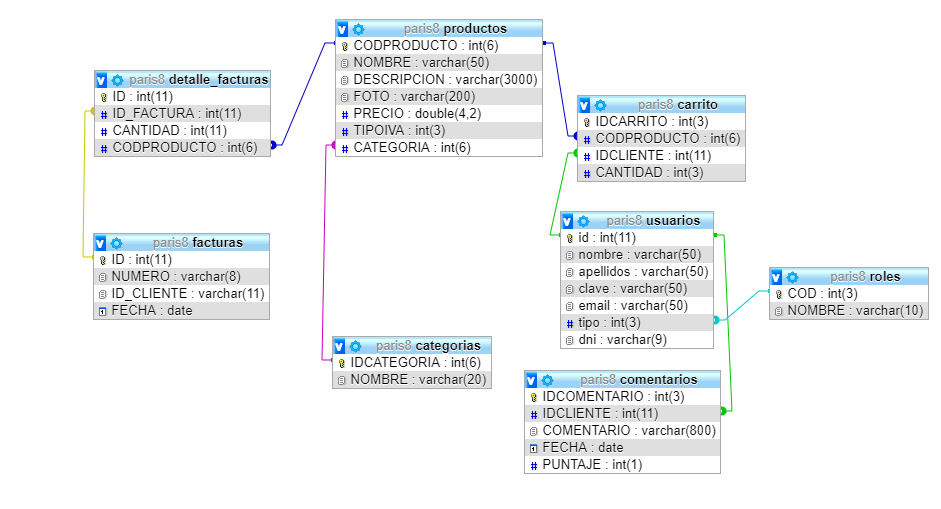 paris8 productos
CODPRODUCTO : int(6)
NOMBRE : varchar(50)
DESCRIPCION : varchar(3000)
FOTO : varchar(200)
PRECIO : double(4,2)
TIPOIVA : int(3)
CATEGORIA : int(6)
paris8 detalle_facturas
ID : int(11)
ID_FACTURA : int(11)
CANTIDAD : int(11)
CODPRODUCTO : int(6)
paris8 carrito
IDCARRITO : int(3)
CODPRODUCTO : int(6)
IDCLIENTE : int(11)
CANTIDAD : int(3)
paris8 facturas
ID : int(11)
NUMERO : varchar(8)
ID_CLIENTE : varchar(11)
FECHA : date
paris8 usuarios
id : int(11)
nombre : varchar(50)
apellidos : varchar(50)
clave : varchar(50)
email : varchar(50)
tipo : int(3)
dni : varchar(9)
paris8 roles
COD : int(3)
NOMBRE : varchar(10)
paris8 categorias
IDCATEGORIA : int(6)
NOMBRE : varchar(20)
paris8 comentarios
IDCOMENTARIO : int(3)
IDCLIENTE : int(11)
COMENTARIO : varchar(800)
FECHA : date
PUNTAJE : int(1)